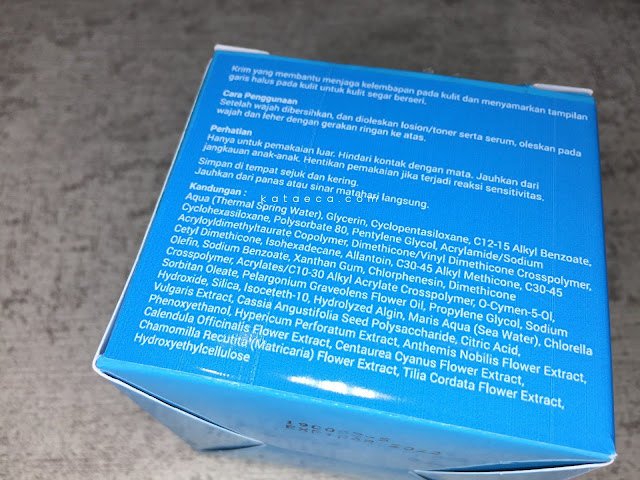 Krim yang membantu menjaga kelembapan pada kulit dan menyamarkan tampilan
garis halus pada kulit untuk kulit segar berseri.
Cara Penggunaan
Setelah wajah dibersihkan, dan dioleskan losion/toner serta serum, oleskan pada
wajah dan leher dengan gerakan ringan ke atas.
Perhatian
Hanya untuk pemakaian luar. Hindari kontak dengan mata. Jauhkan dari
jangkauan anak-anak. Hentikan pemakaian jika terjadi reaksi sensitivitas.
Simpan di tempat sejuk dan kering.
Jauhkan dari panas atau sinar matahari langsung.
kataeca.com
Kandungan :
Aqua (Thermal Spring Water), Glycerin, Cyclopentasiloxane, C12-15 Alkyl Benzoate,
Cyclohexasiloxane, Polysorbate 80, Pentylene Glycol, Acrylamide/Sodium
Acryloyldimethyltaurate Copolymer, Dimethicone/Vinyl Dimethicone Crosspolymer,
Cetyl Dimethicone, Isohexadecane, Allantoin, C30-45 Alkyl Methicone, C30-45
Olefin, Sodium Benzoate, Xanthan Gum, Chlorphenesin, Dimethicone
Crosspolymer, Acrylates/C10-30 Alkyl Acrylate Crosspolymer, O-Cymen-5-Ol,
Sorbitan Oleate, Pelargonium Graveolens Flower Oil, Propylene Glycol, Sodium
Hydroxide, Silica, Isoceteth-10, Hydrolyzed Algin, Maris Aqua (Sea Water), Chlorella
Vulgaris Extract, Cassia Angustifolia Seed Polysaccharide, Citric Acid,
Phenoxyethanol, Hypericum Perforatum Extract, Anthemis Nobilis Flower Extract,
Calendula Officinalis Flower Extract, Centaurea Cyanus Flower Extract,
Chamomilla Recutita (Matricaria) Flower Extract, Tilia Cordata Flower Extract,
Hydroxyethylcellulose